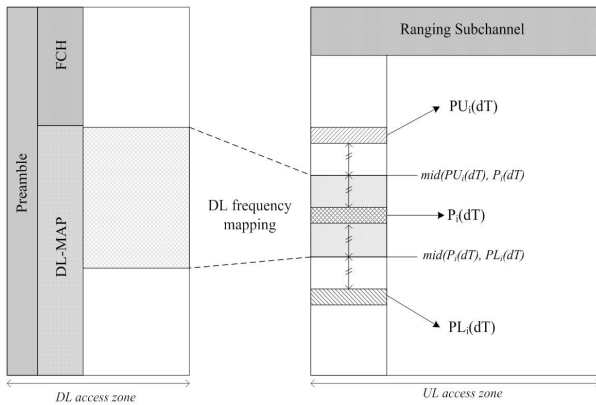 Preamble
FCH
DL-MAP
DL frequency
mapping
DL access zone
Ranging Subchannel
PUi(dT)
mid(PUi(dT), Pi(dT)
Pi(dT)
mid(Pi(dT), PLi(dT)
PLi(dT)
UL access zone